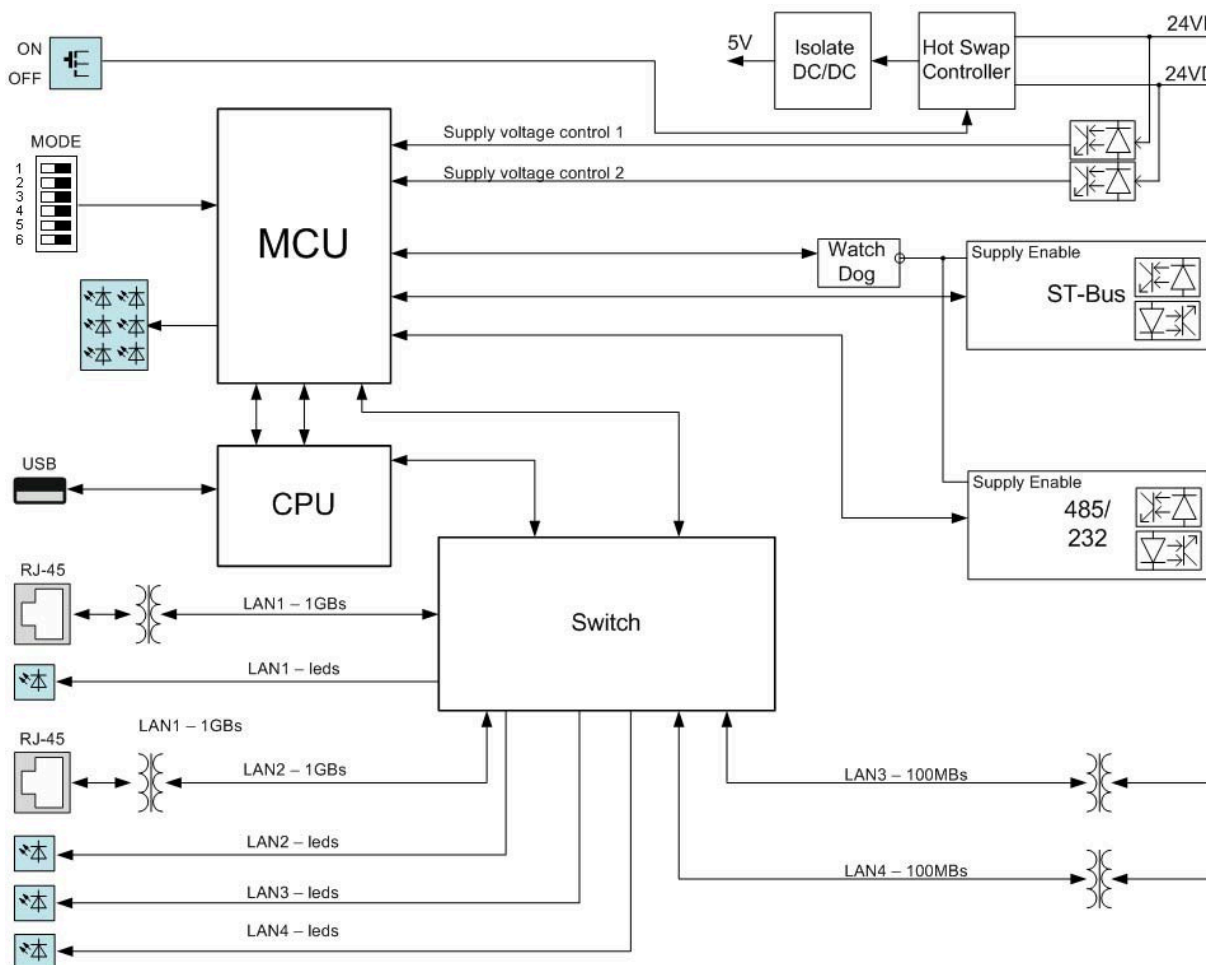 ON
OFF
5V
Isolate
DC/DC
Hot Swap
Controller
MODE
1
2
3
4
5
6
MCU
Supply voltage control 1
Supply voltage control 2
Watch
Dog
Supply Enable
ST-Bus
USB
CPU
Supply Enable
485/
232
RJ-45
LAN1 – 1GBs
Switch
LAN1 – leds
LAN1 – 1GBs
RJ-45
LAN2 – 1GBs
LAN3 – 100MBs
LAN2 – leds
LAN4 – 100MBs
LAN3 – leds
LAN4 – leds